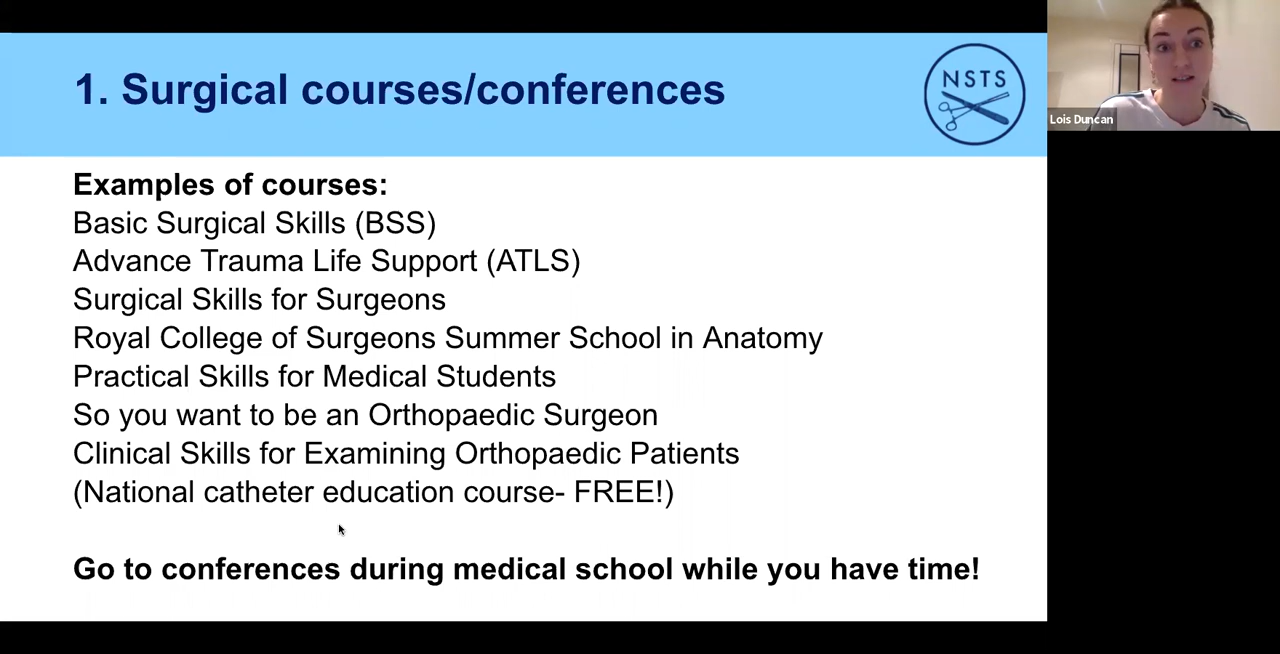 1. Surgical courses/conferences
NSTS
Lois Duncan
Examples of courses:
Basic Surgical Skills (BSS)
Advance Trauma Life Support (ATLS)
Surgical Skills for Surgeons
Royal College of Surgeons Summer School in Anatomy
Practical Skills for Medical Students
So you want to be an Orthopaedic Surgeon
Clinical Skills for Examining Orthopaedic Patients
(National catheter education course- FREE!)
Go to conferences during medical school while you have time!